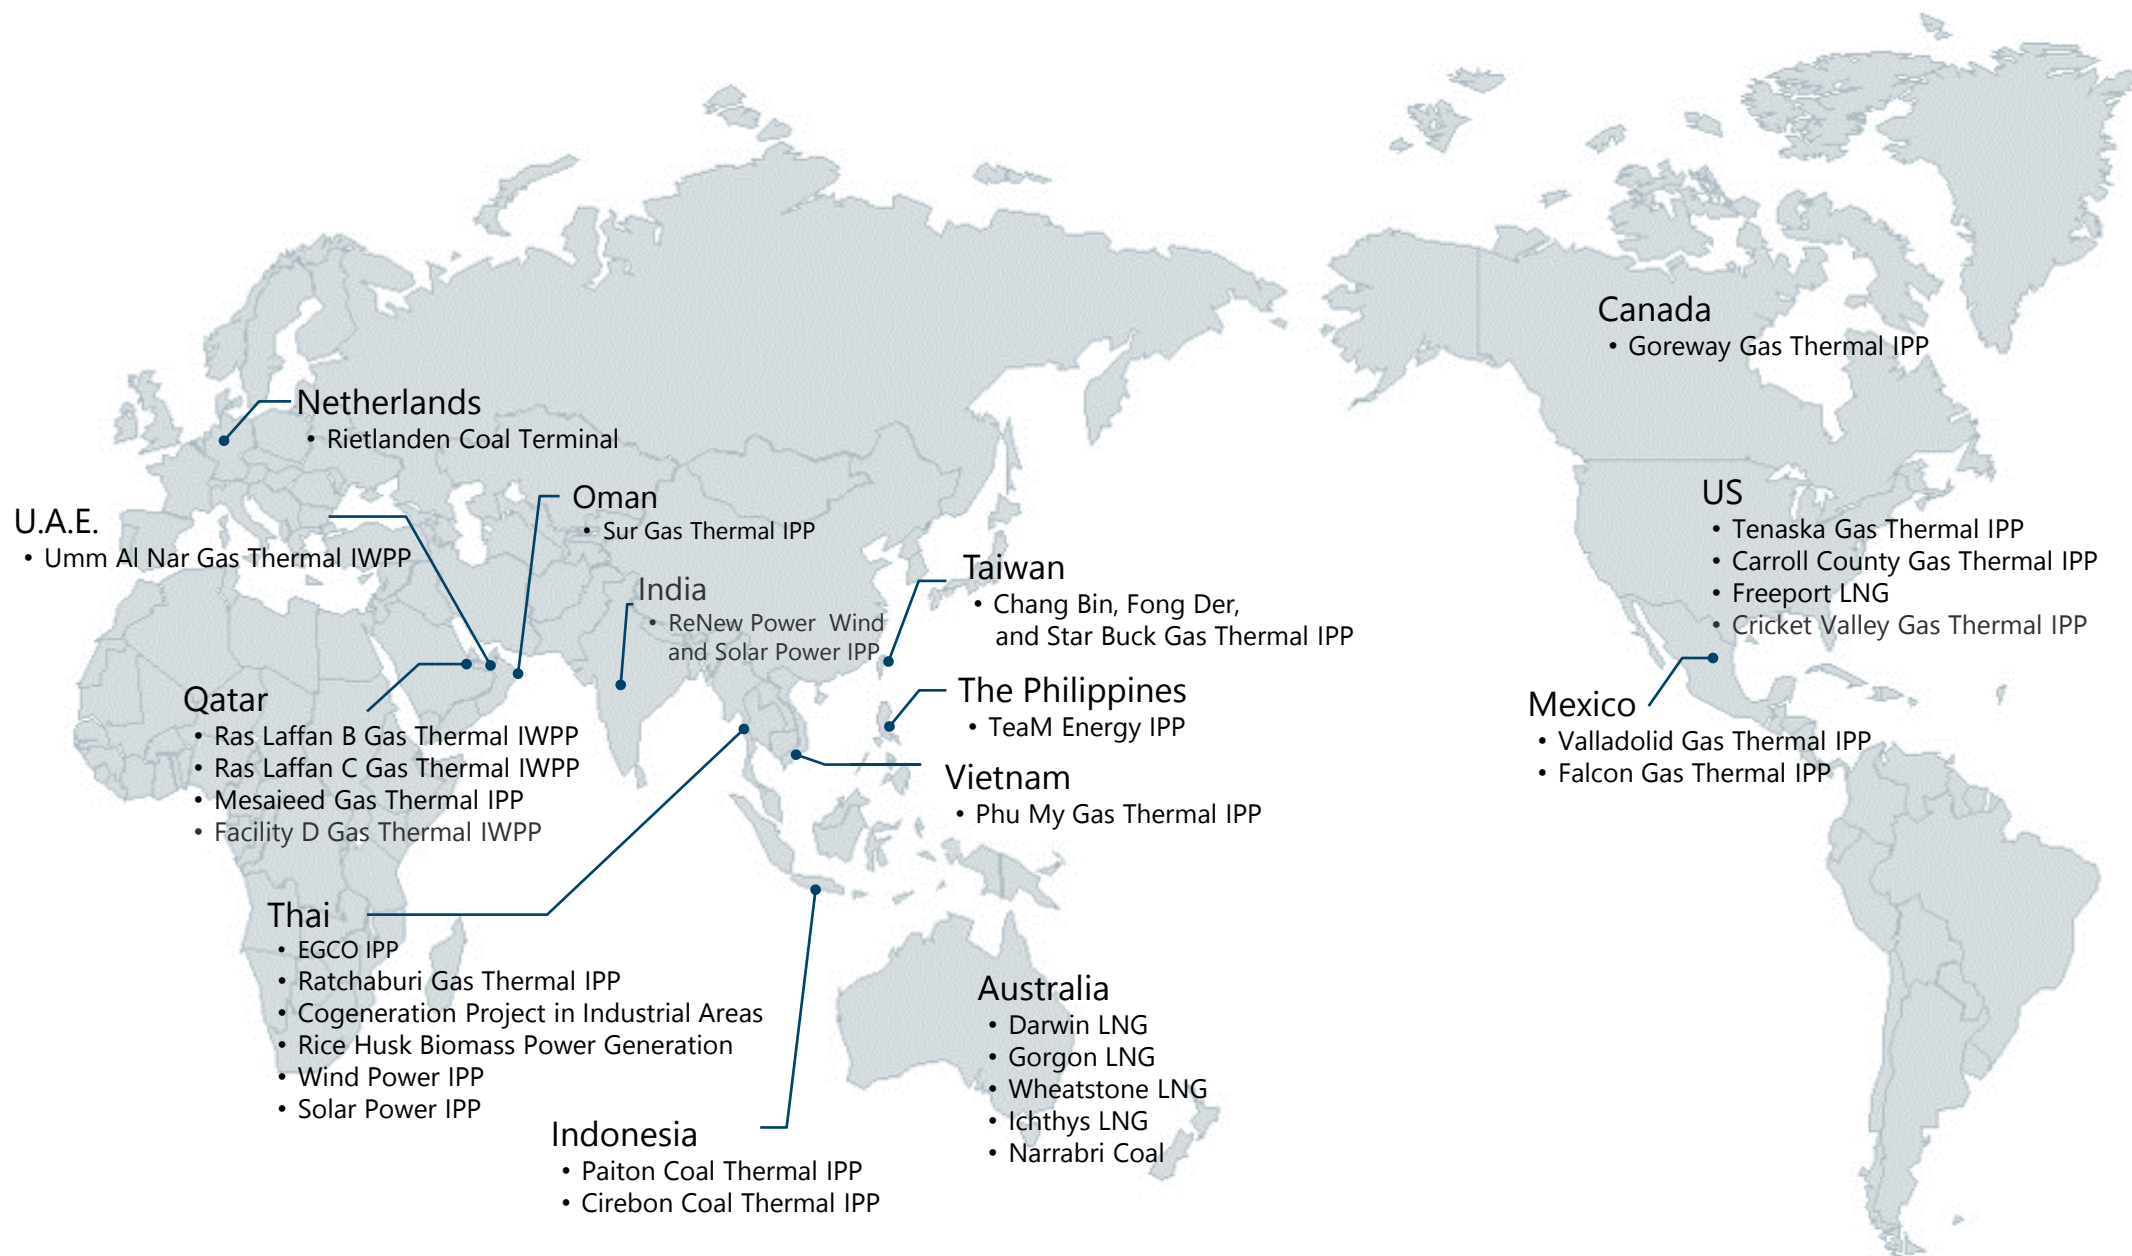 Netherlands
• Rietlanden Coal Terminal
U.A.E.
• Umm Al Nar Gas Thermal IWPP
Oman
• Sur Gas Thermal IPP
India
• ReNew Power Wind
and Solar Power IPP
Qatar
• Ras Laffan B Gas Thermal IWPP
• Ras Laffan C Gas Thermal IWPP
• Mesaieed Gas Thermal IPP
• Facility D Gas Thermal IWPP
Thai
• EGCO IPP
• Ratchaburi Gas Thermal IPP
• Cogeneration Project in Industrial Areas
• Rice Husk Biomass Power Generation
• Wind Power IPP
• Solar Power IPP
Indonesia
• Paiton Coal Thermal IPP
• Cirebon Coal Thermal IPP
Taiwan
• Chang Bin, Fong Der,
and Star Buck Gas Thermal IPP
The Philippines
• TeaM Energy IPP
Vietnam
• Phu My Gas Thermal IPP
Australia
• Darwin LNG
• Gorgon LNG
• Wheatstone LNG
• Ichthys LNG
• Narrabri Coal
Canada
• Goreway Gas Thermal IPP
US
• Tenaska Gas Thermal IPP
• Carroll County Gas Thermal IPP
• Freeport LNG
• Cricket Valley Gas Thermal IPP
Mexico
• Valladolid Gas Thermal IPP
• Falcon Gas Thermal IPP